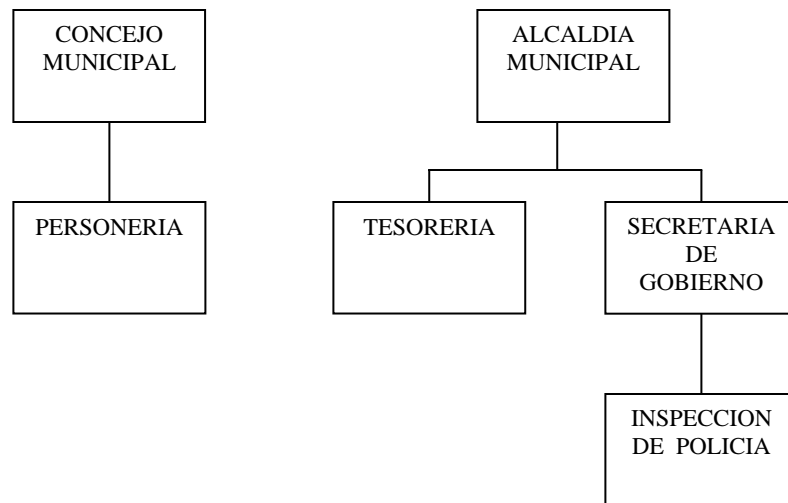 CONCEJO
MUNICIPAL
ALCALDIA
MUNICIPAL
PERSONERIA
TESORERIA
SECRETARIA
DE
GOBIERNO
INSPECCION
DE POLICIA